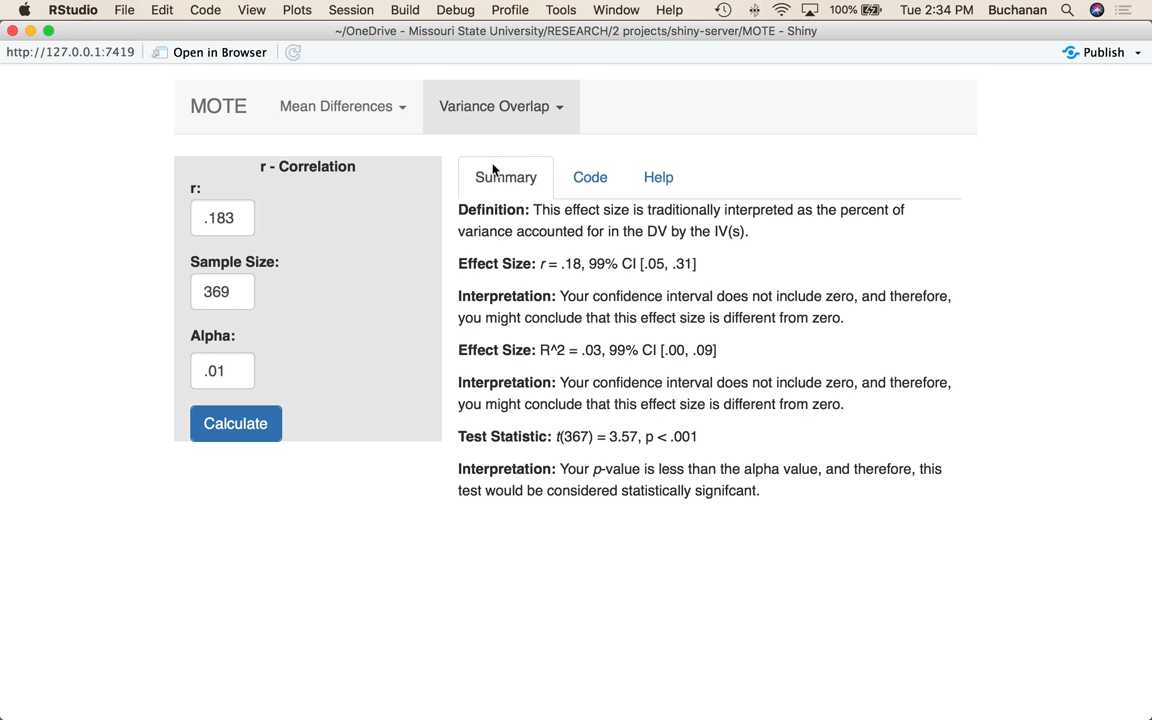 RStudio File Edit Code View Plots Session Build Debug Profile Tools Window Help 100% Tue 2:34 PM Buchanan
~/OneDrive - Missouri State University/RESEARCH/2 projects/shiny-server/MOTE - Shiny
http://127.0.0.1:7419 Open in Browser Publish
MOTE Mean Differences Variance Overlap
r - Correlation
r:
.183
Sample Size:
369
Alpha:
.01
Calculate
Summary Code Help
Definition: This effect size is traditionally interpreted as the percent of
variance accounted for in the DV by the IV(s).
Effect Size: r = .18, 99% CI [.05, .31]
Interpretation: Your confidence interval does not include zero, and therefore,
you might conclude that this effect size is different from zero.
Effect Size: R^2 = .03, 99% CI [.00, .09]
Interpretation: Your confidence interval does not include zero, and therefore,
you might conclude that this effect size is different from zero.
Test Statistic: t(367) = 3.57, p < .001
Interpretation: Your p-value is less than the alpha value, and therefore, this
test would be considered statistically signifcant.